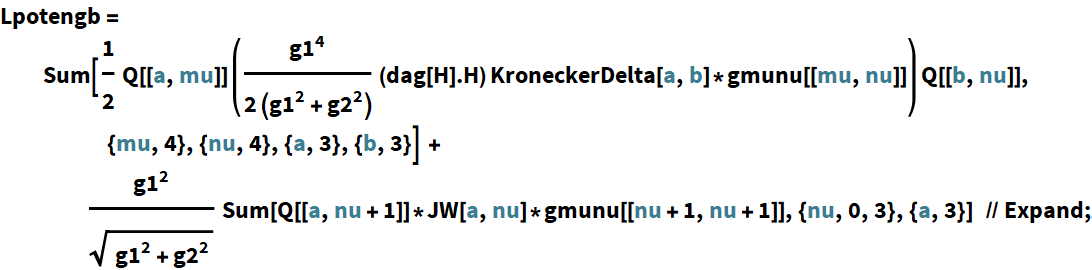 Lpotengb =
Sum[1/2 Q[[a, mu]] (g1^4/(2 (g1^2 + g2^2)) (dag[H].H) KroneckerDelta[a, b]*gmunu[[mu, nu]]) Q[[b, nu]],
{mu, 4}, {nu, 4}, {a, 3}, {b, 3}] +
g1^2/√(g1^2 + g2^2) Sum[Q[[a, nu + 1]]*JW[a, nu]*gmunu[[nu + 1, nu + 1]], {nu, 0, 3}, {a, 3}] // Expand;